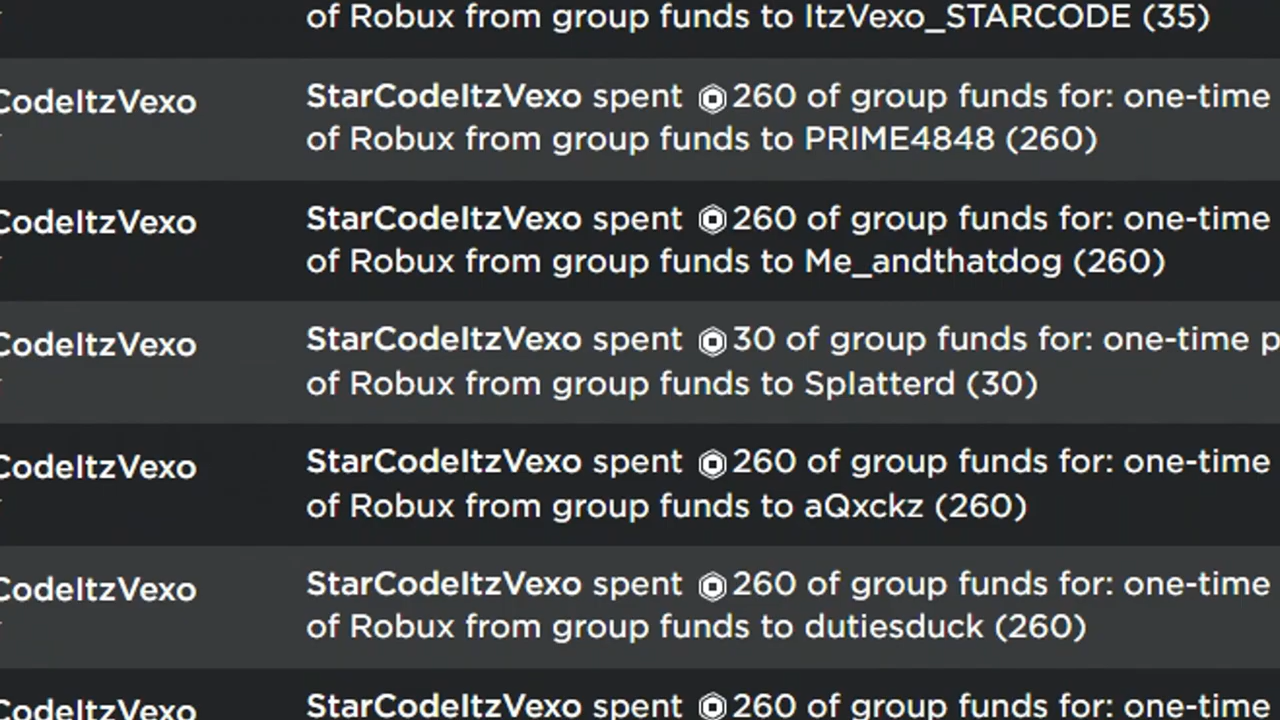 of Robux from group funds to ItzVexo_STARCODE (35)
CodeItzVexo
StarCodeItzVexo spent 260 of group funds for: one-time
of Robux from group funds to PRIME4848 (260)
CodeItzVexo
StarCodeItzVexo spent 260 of group funds for: one-time
of Robux from group funds to Me_andthatdog (260)
CodeItzVexo
StarCodeItzVexo spent 30 of group funds for: one-time p
of Robux from group funds to Splatterd (30)
CodeItzVexo
StarCodeItzVexo spent 260 of group funds for: one-time
of Robux from group funds to aQxckz (260)
CodeItzVexo
StarCodeItzVexo spent 260 of group funds for: one-time
of Robux from group funds to dutiesduck (260)
CodeItzVexo
StarCodeItzVexo spent 260 of group funds for: one-time